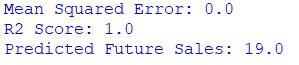 Mean Squared Error: 0.0
R2 Score: 1.0
Predicted Future Sales: 19.0